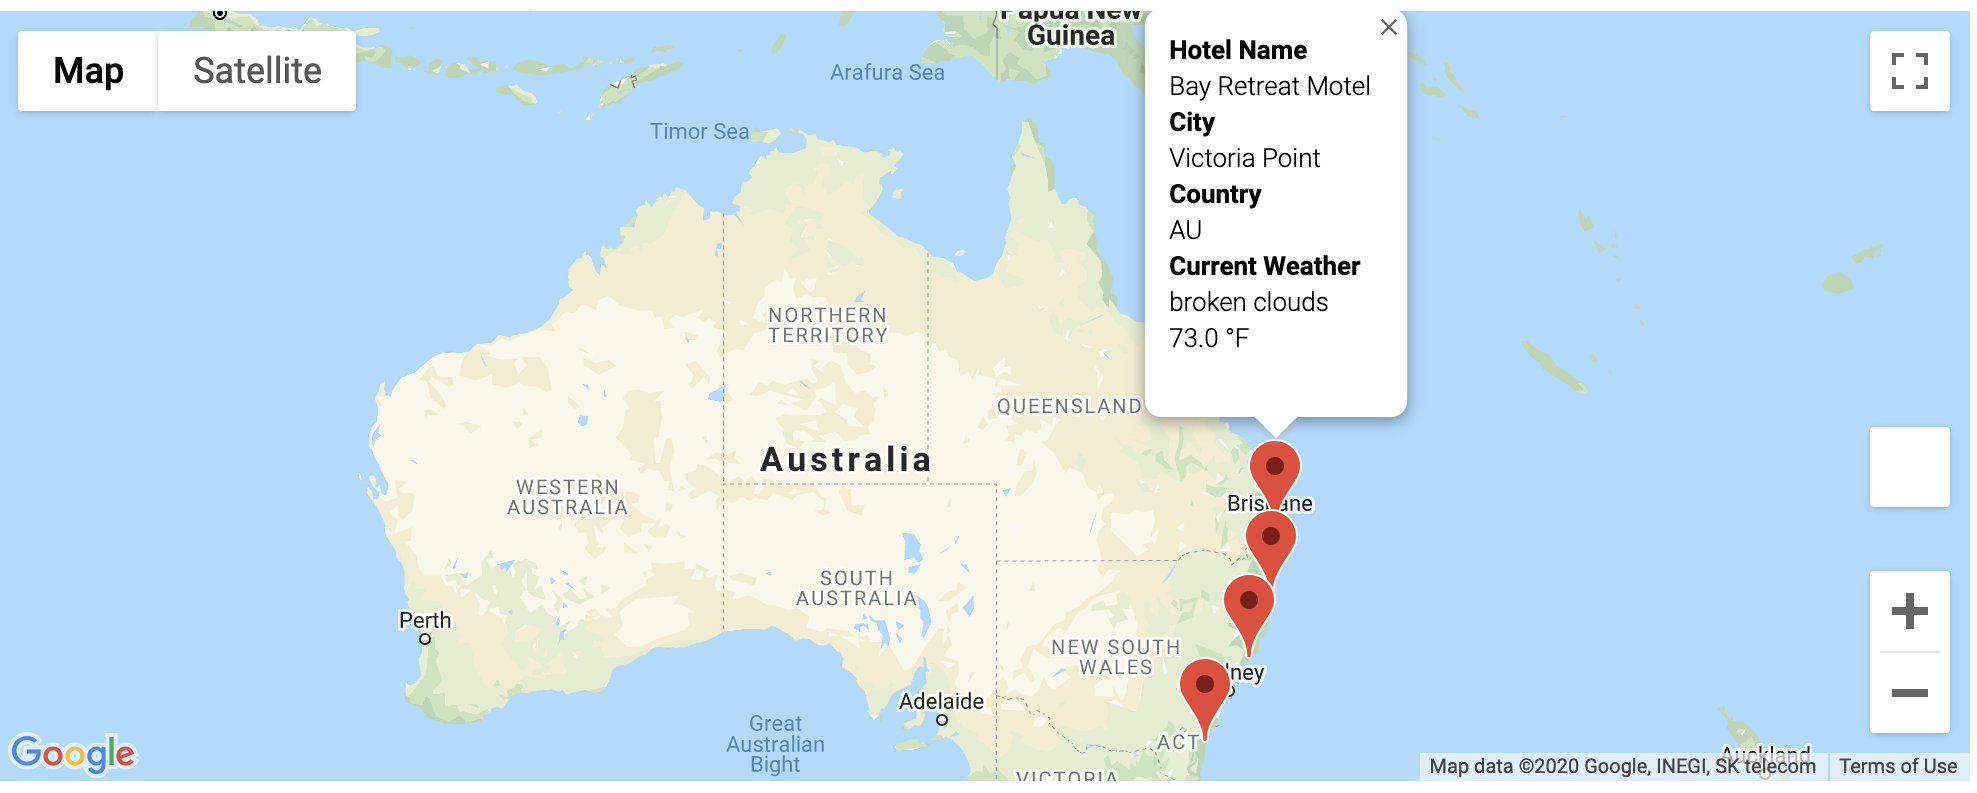 Papua New
Guinea
Map
Satellite
Arafura Sea
Timor Sea
Hotel Name
Bay Retreat Motel
City
Victoria Point
Country
AU
Current Weather
broken clouds
73.0 °F
NORTHERN
TERRITORY
QUEENSLAND
Australia
WESTERN
AUSTRALIA
Brisbane
SOUTH
AUSTRALIA
Perth
NEW SOUTH
WALES
ney
Adelaide
Great
Australian
Bight
ACT
VICTORIA
Auckland
Google
Map data ©2020 Google, INEGI, SK telecom
Terms of Use